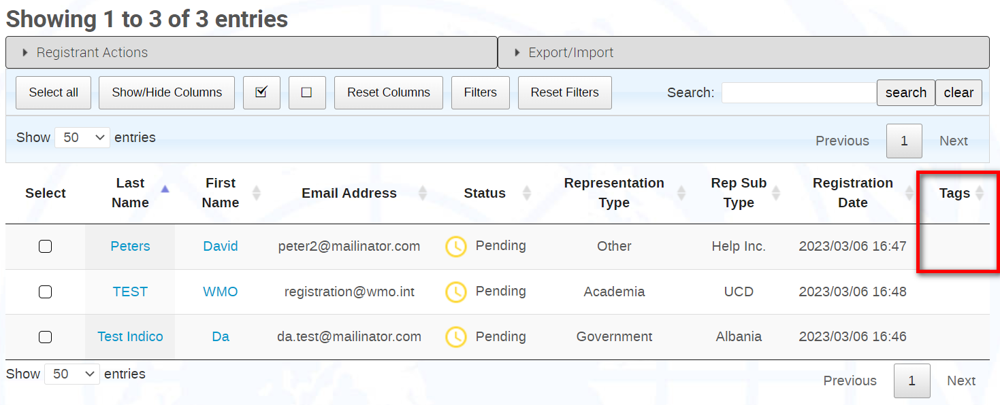 Showing 1 to 3 of 3 entries
Registrant Actions Export/Import
Select all Show/Hide Columns Reset Columns Filters Reset Filters Search: search clear
Show 50 entries Previous 1 Next
Select Last Name First Name Email Address Status Representation Type Rep Sub Type Registration Date Tags
Peters David peter2@mailinator.com Pending Other Help Inc. 2023/03/06 16:47
TEST WMO registration@wmo.int Pending Academia UCD 2023/03/06 16:48
Test Indico Da da.test@mailinator.com Pending Government Albania 2023/03/06 16:46
Show 50 entries Previous 1 Next